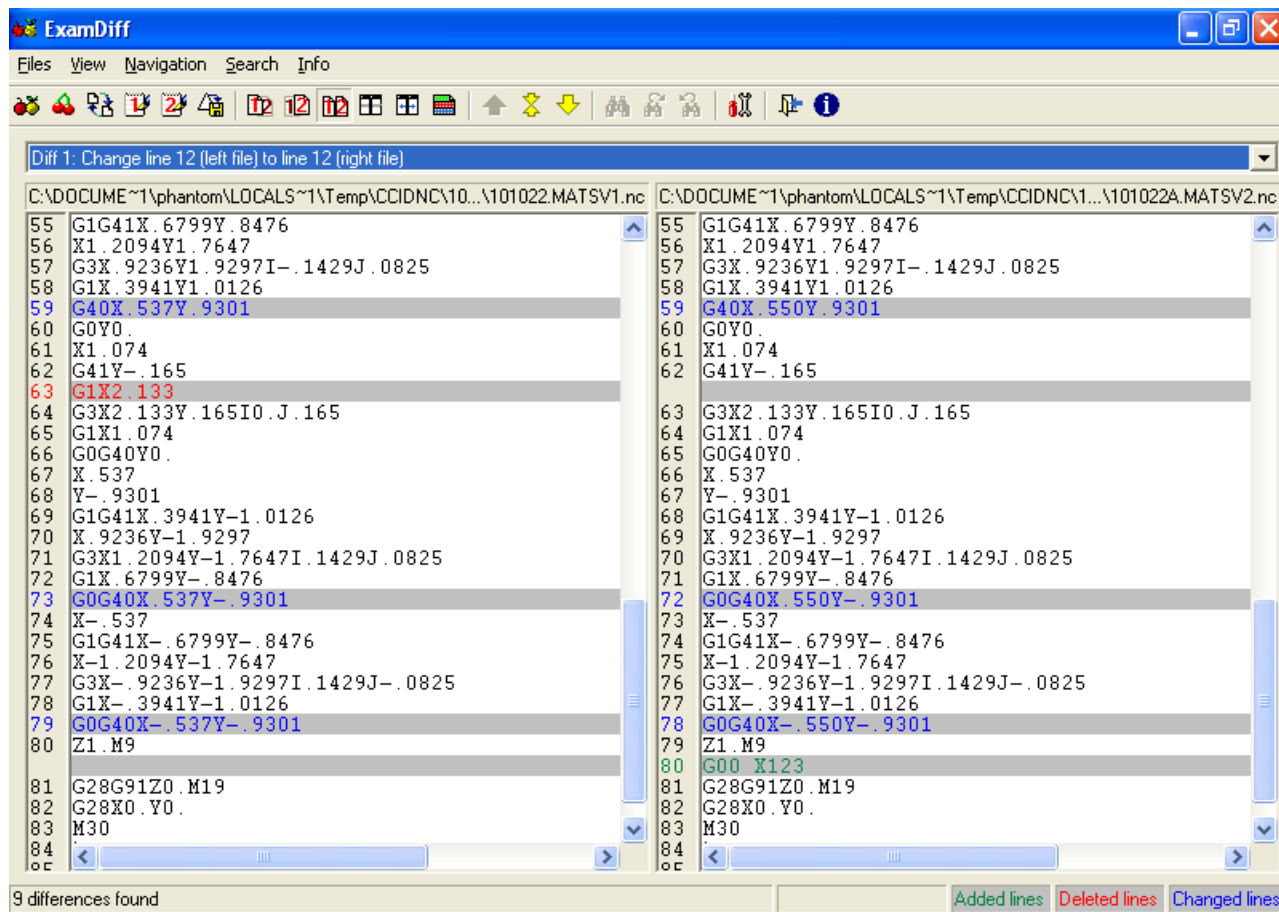 ExamDiff
Files View Navigation Search Info
Diff 1: Change line 12 (left file) to line 12 (right file)
C:\DOCUME~1\phantom\LOCALS~1\Temp\CCIDNC\10...\101022.MATSV1.nc
55 G1G41X.6799Y.8476
56 X1.2094Y1.7647
57 G3X.9236Y1.9297I-.1429J.0825
58 G1X.3941Y1.0126
59 G40X.537Y.9301
60 G0Y0.
61 X1.074
62 G41Y-.165
63 G1X2.133
64 G3X2.133Y.165I0.J.165
65 G1X1.074
66 G0G40Y0.
67 X.537
68 Y-.9301
69 G1G41X.3941Y-1.0126
70 X.9236Y-1.9297
71 G3X1.2094Y-1.7647I.1429J.0825
72 G1X.6799Y-.8476
73 G0G40X.537Y-.9301
74 X-.537
75 G1G41X-.6799Y-.8476
76 X-1.2094Y-1.7647
77 G3X-.9236Y-1.9297I.1429J-.0825
78 G1X-.3941Y-1.0126
79 G0G40X-.537Y-.9301
80 Z1.M9
81 G28G91Z0.M19
82 G28X0.Y0.
83 M30
84
C:\DOCUME~1\phantom\LOCALS~1\Temp\CCIDNC\1...\101022A.MATSV2.nc
55 G1G41X.6799Y.8476
56 X1.2094Y1.7647
57 G3X.9236Y1.9297I-.1429J.0825
58 G1X.3941Y1.0126
59 G40X.550Y.9301
60 G0Y0.
61 X1.074
62 G41Y-.165
63 G3X2.133Y.165I0.J.165
64 G1X1.074
65 G0G40Y0.
66 X.537
67 Y-.9301
68 G1G41X.3941Y-1.0126
69 X.9236Y-1.9297
70 G3X1.2094Y-1.7647I.1429J.0825
71 G1X.6799Y-.8476
72 G0G40X.550Y-.9301
73 X-.537
74 G1G41X-.6799Y-.8476
75 X-1.2094Y-1.7647
76 G3X-.9236Y-1.9297I.1429J-.0825
77 G1X-.3941Y-1.0126
78 G0G40X-.550Y-.9301
79 Z1.M9
80 G00 X123
81 G28G91Z0.M19
82 G28X0.Y0.
83 M30
84
9 differences found
Added lines Deleted lines Changed lines